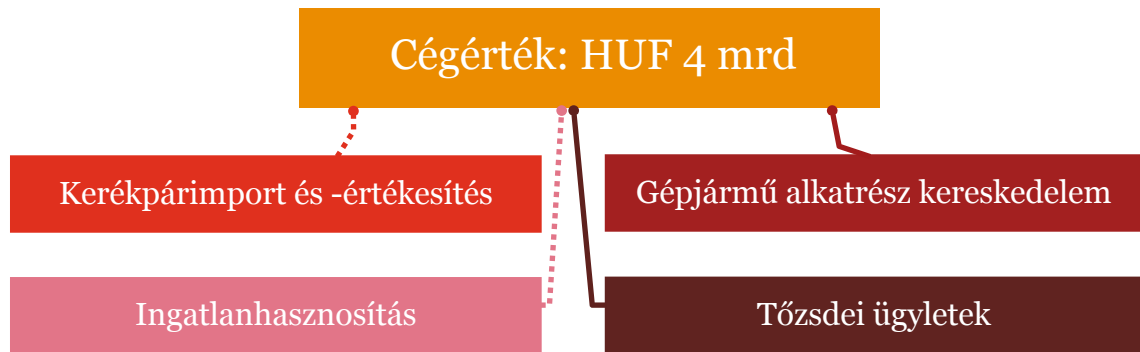 Cégérték: HUF 4 mrd
Kerékpárimport és -értékesítés
Gépjármű alkatrész kereskedelem
Ingatlanhasznosítás
Tőzsdei ügyletek